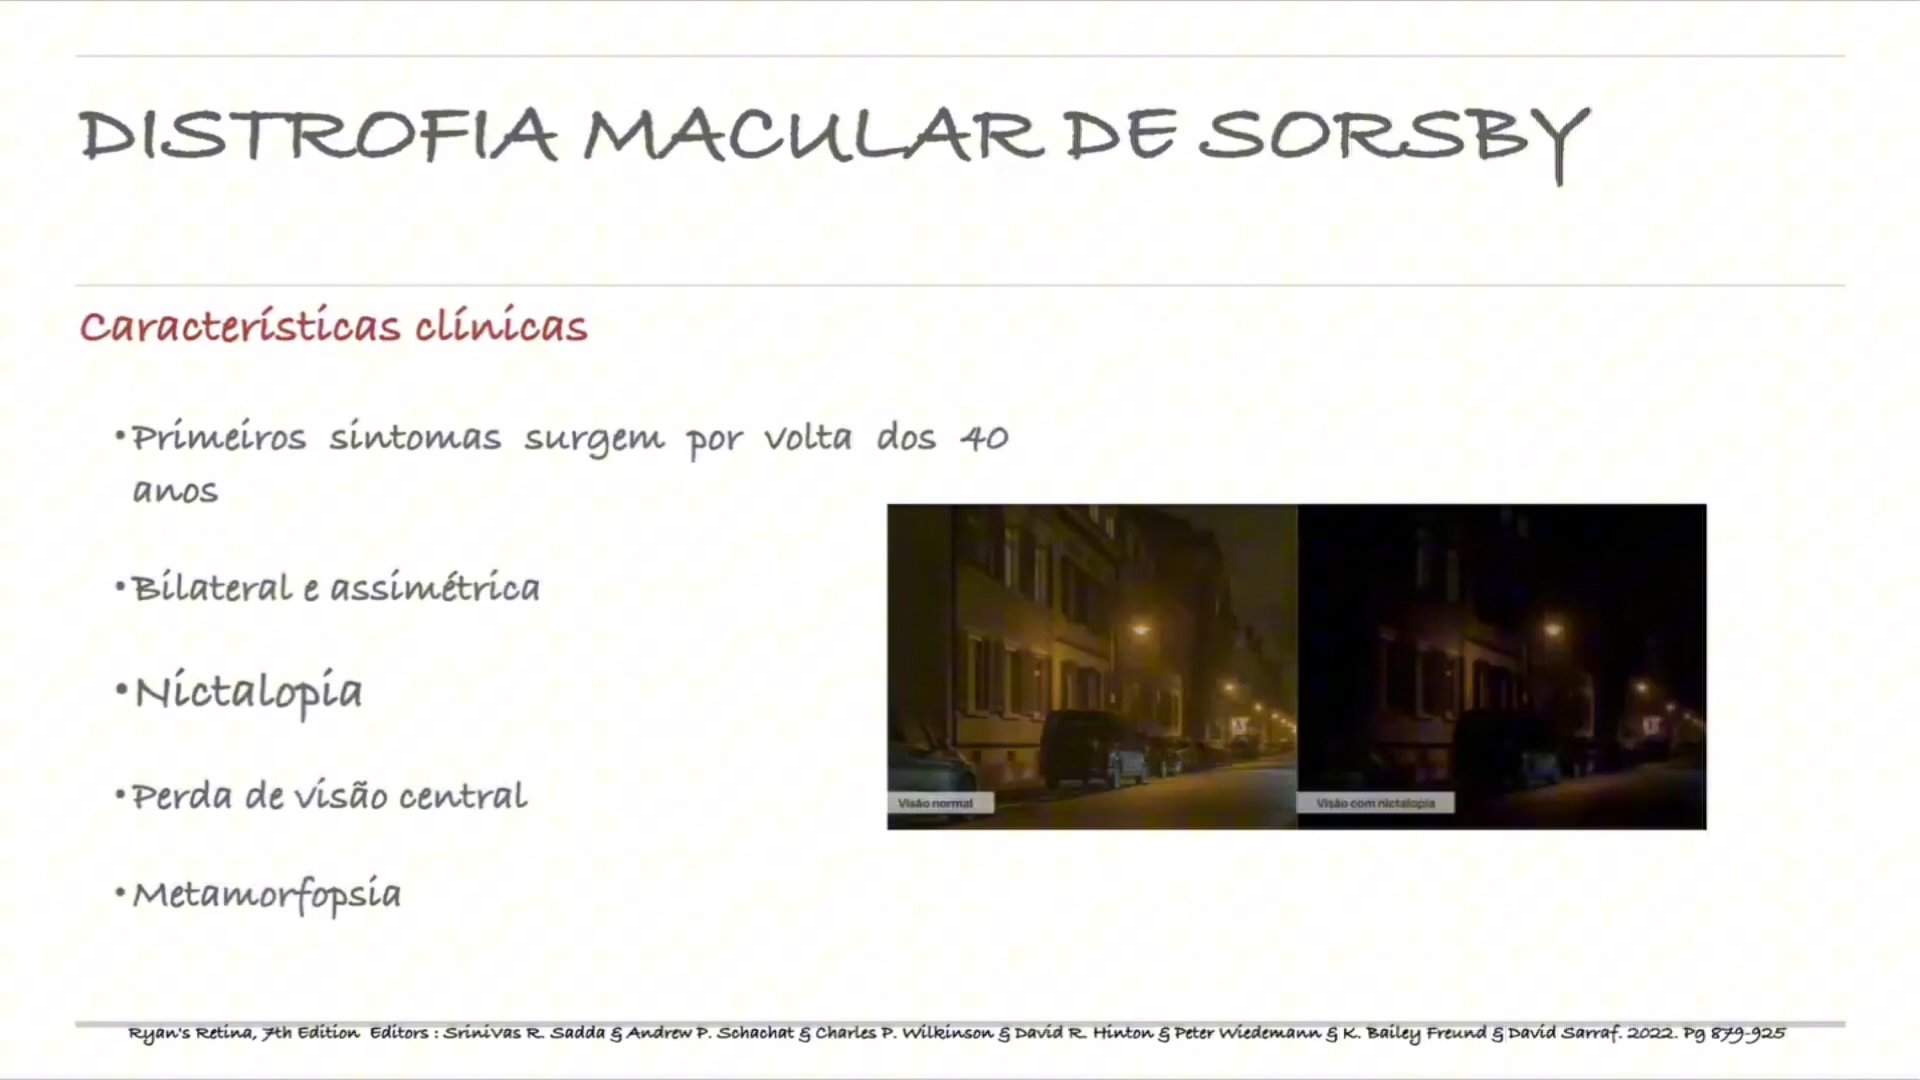 DISTROFIA MACULAR DE SORSBY
Características clínicas
•Primeiros sintomas surgem por volta dos 40
anos
•Bilateral e assimétrica
•Nictalopia
•Perda de visão central
•Metamorfopsia
Visão normal
Visão com nictalopia
Ryan's Retina, 7th Edition Editors : SriniVas R. Sadda & Andrew P. Schachat & Charles P. Wilkinson & David R. Hinton & Peter Wiedemann & K. Bailey Freund & David Sarraf. 2022. Pg 879-925